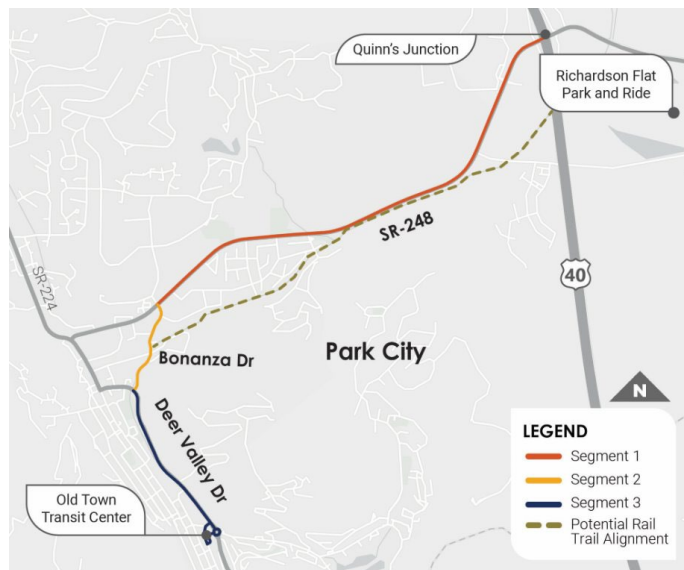 Quinn's Junction
Richardson Flat
Park and Ride
SR-248
SR-224
40
Bonanza Dr
Park City
Deer Valley Dr
N
Old Town
Transit Center
LEGEND
Segment 1
Segment 2
Segment 3
Potential Rail
Trail Alignment